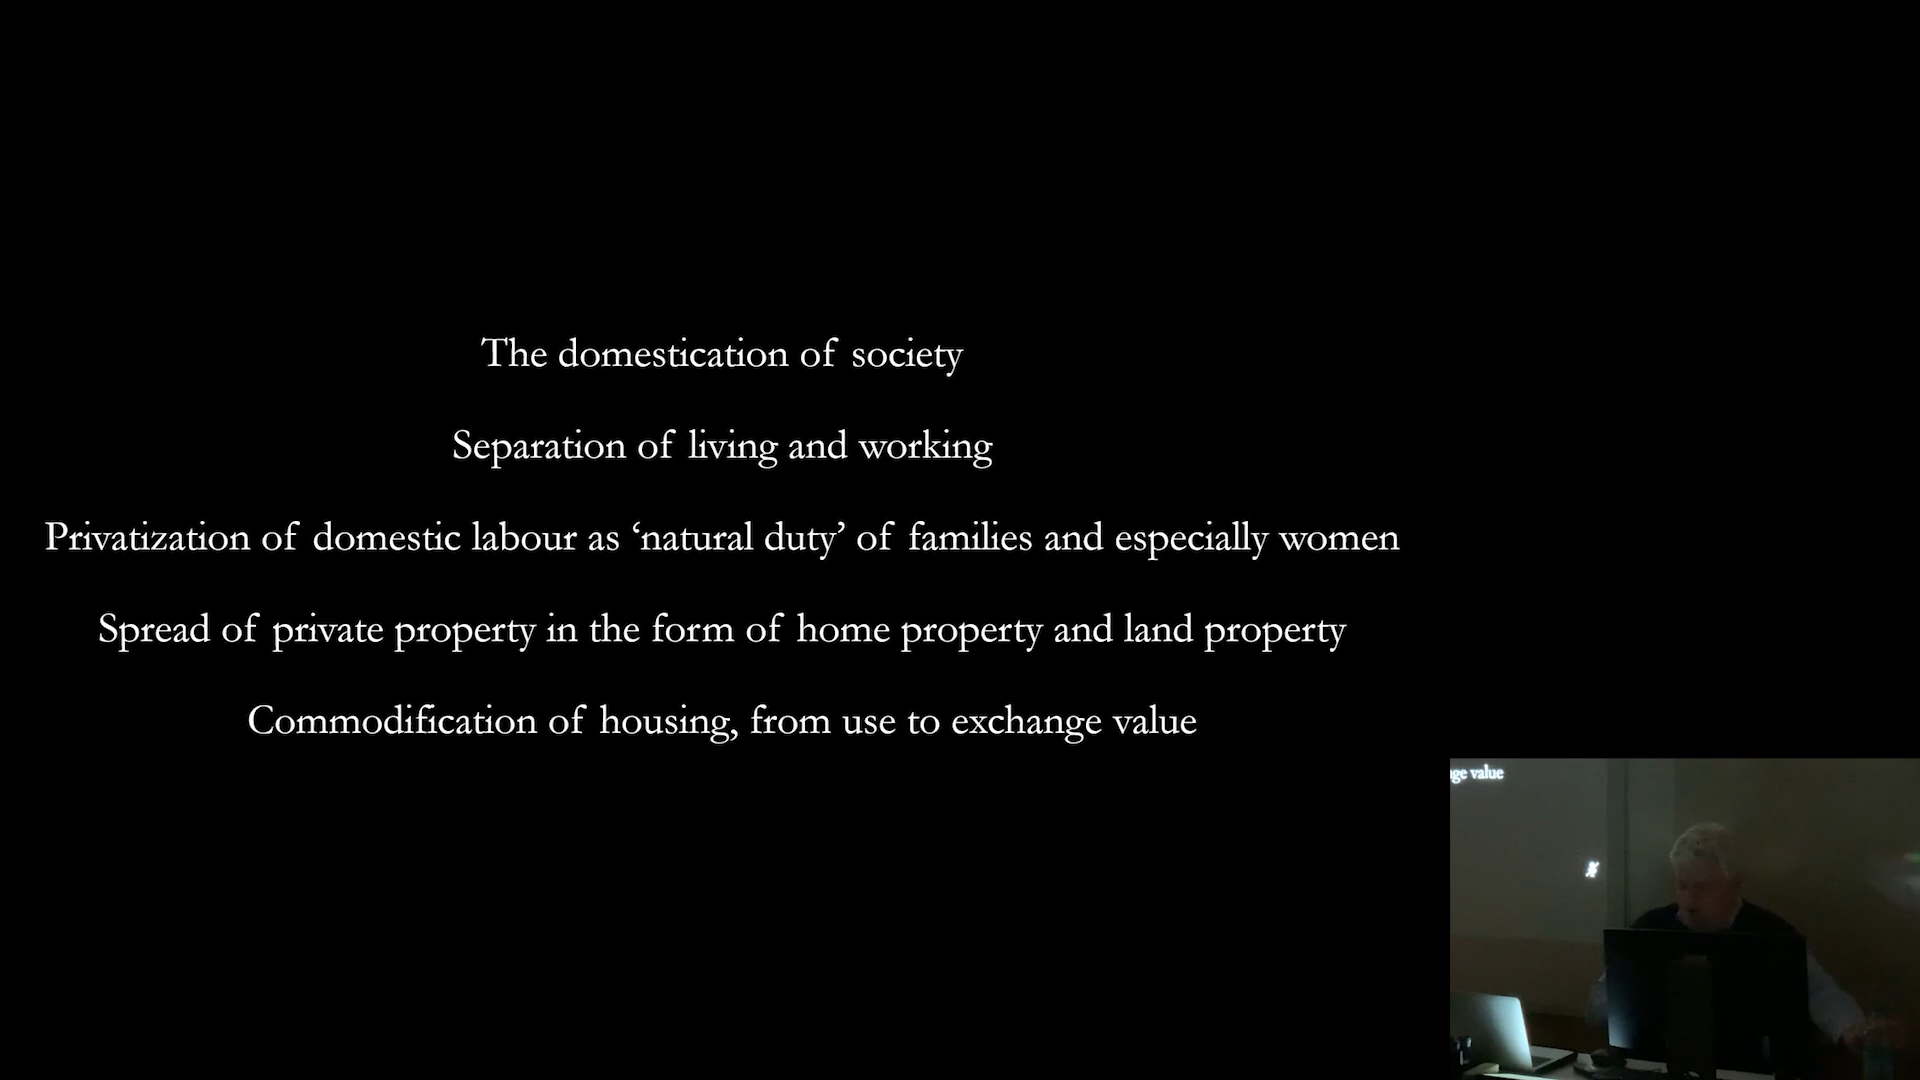 The domestication of society
Separation of living and working
Privatization of domestic labour as ‘natural duty’ of families and especially women
Spread of private property in the form of home property and land property
Commodification of housing, from use to exchange value
value